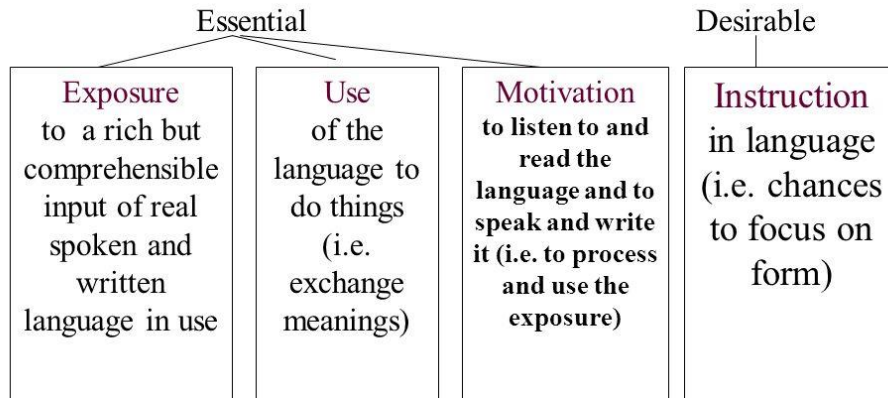 Essential
Desirable
Exposure
to a rich but
comprehensible
input of real
spoken and
written
language in use
Use
of the
language to
do things
(i.e.
exchange
meanings)
Motivation
to listen to and
read the
language and to
speak and write
it (i.e. to process
and use the
exposure)
Instruction
in language
(i.e. chances
to focus on
form)